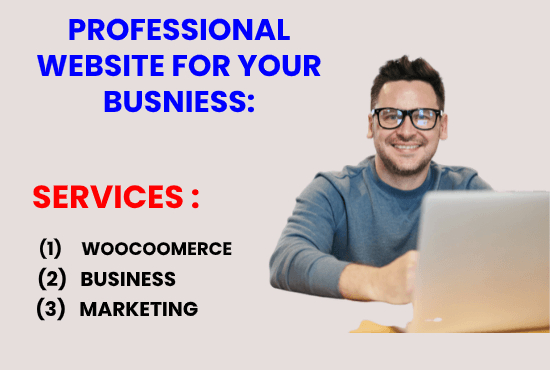 PROFESSIONAL
WEBSITE FOR YOUR
BUSNIESS:
SERVICES :
(1) WOOCOOMERCE
(2) BUSINESS
(3) MARKETING